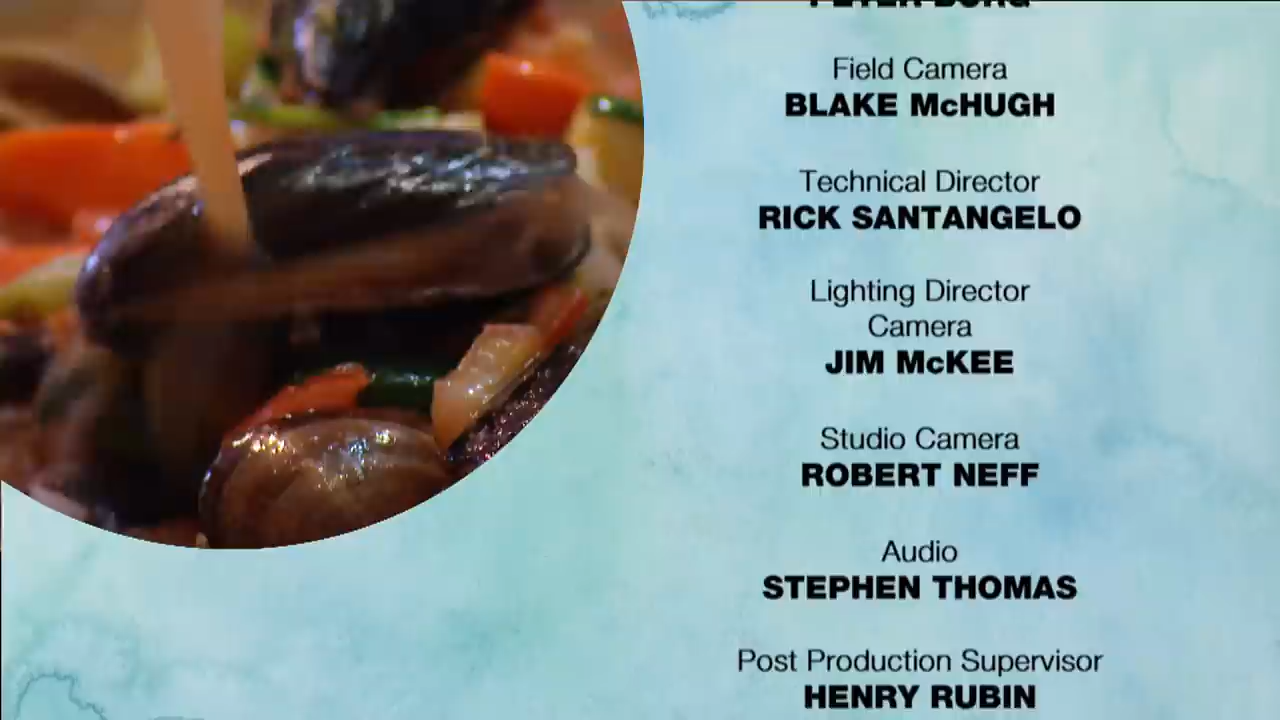 Field Camera
BLAKE McHUGH
Technical Director
RICK SANTANGELO
Lighting Director
Camera
JIM McKEE
Studio Camera
ROBERT NEFF
Audio
STEPHEN THOMAS
Post Production Supervisor
HENRY RUBIN